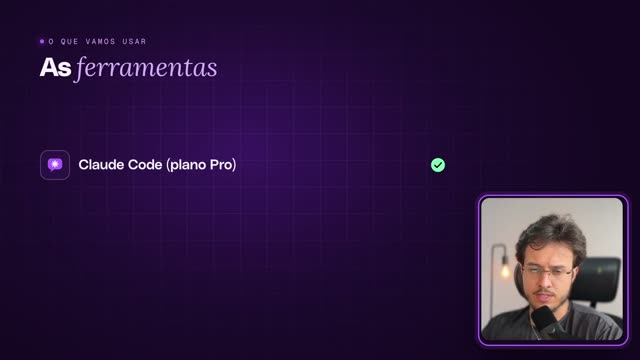 O QUE VAMOS USAR
As ferramentas
Claude Code (plano Pro)